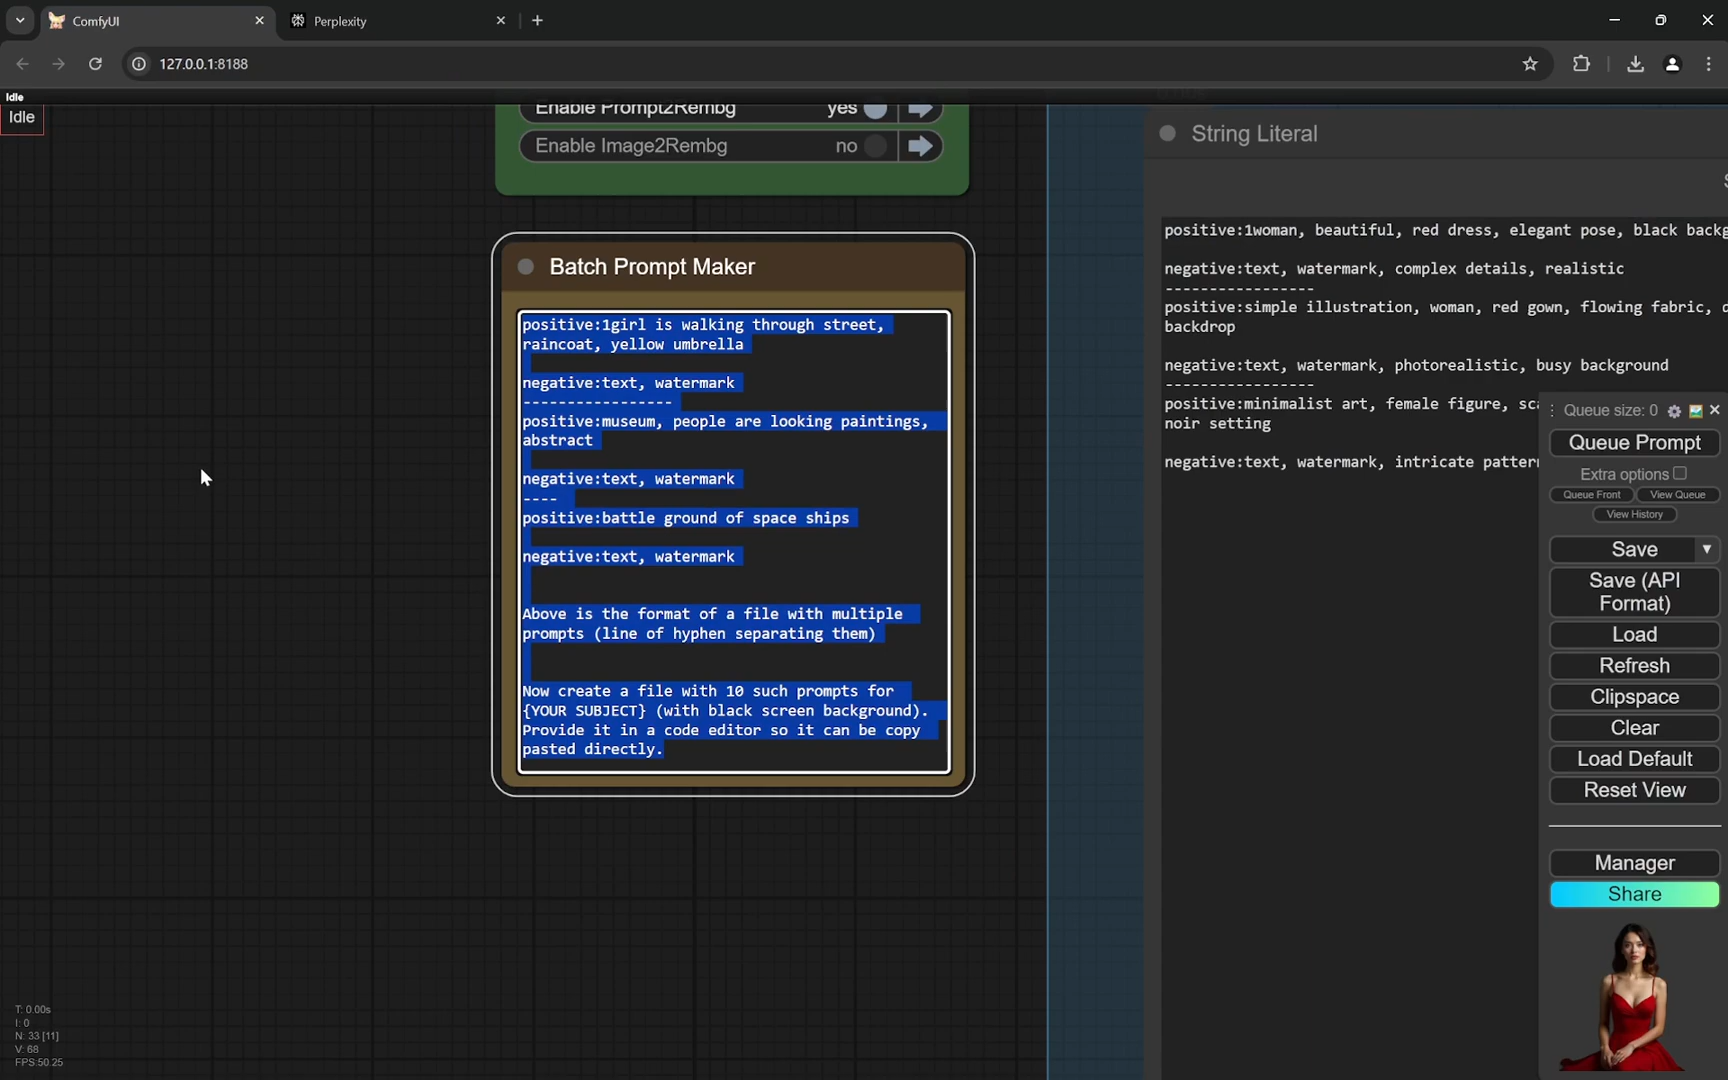 ComfyUI
Perplexity
127.0.0.1:8188
Idle
Idle
Enable Prompt2Rembg yes
Enable Image2Rembg no
Batch Prompt Maker
positive:1girl is walking through street,
raincoat, yellow umbrella
negative:text, watermark
-----------------
positive:museum, people are looking paintings,
abstract
negative:text, watermark
----
positive:battle ground of space ships
negative:text, watermark
Above is the format of a file with multiple
prompts (line of hyphen separating them)
Now create a file with 10 such prompts for
{YOUR SUBJECT} (with black screen background).
Provide it in a code editor so it can be copy
pasted directly.
String Literal
positive:1woman, beautiful, red dress, elegant pose, black
negative:text, watermark, complex details, realistic
-----------------
positive:simple illustration, woman, red gown, flowing fabric,
backdrop
negative:text, watermark, photorealistic, busy background
-----------------
positive:minimalist art, female figure,
noir setting
negative:text, watermark, intricate
Queue size: 0
Queue Prompt
Extra options
Queue Front
View Queue
View History
Save
Save (API
Format)
Load
Refresh
Clipspace
Clear
Load Default
Reset View
Manager
Share
T: 0.00s
I: 0
N: 33 [11]
V: 68
FPS:50.25